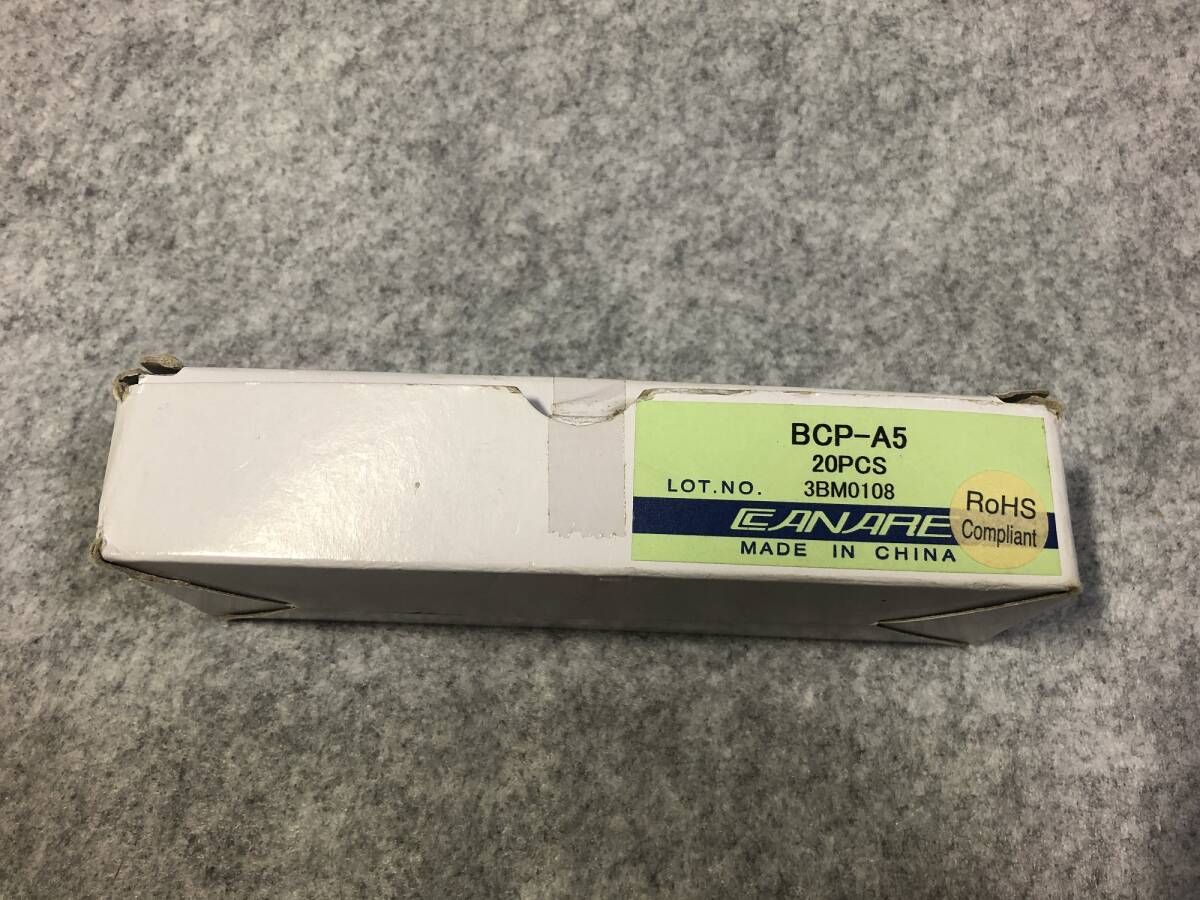 BCP-A5
20PCS
LOT.NO. 3BM0108
CANARE
MADE IN CHINA
RoHS
Compliant